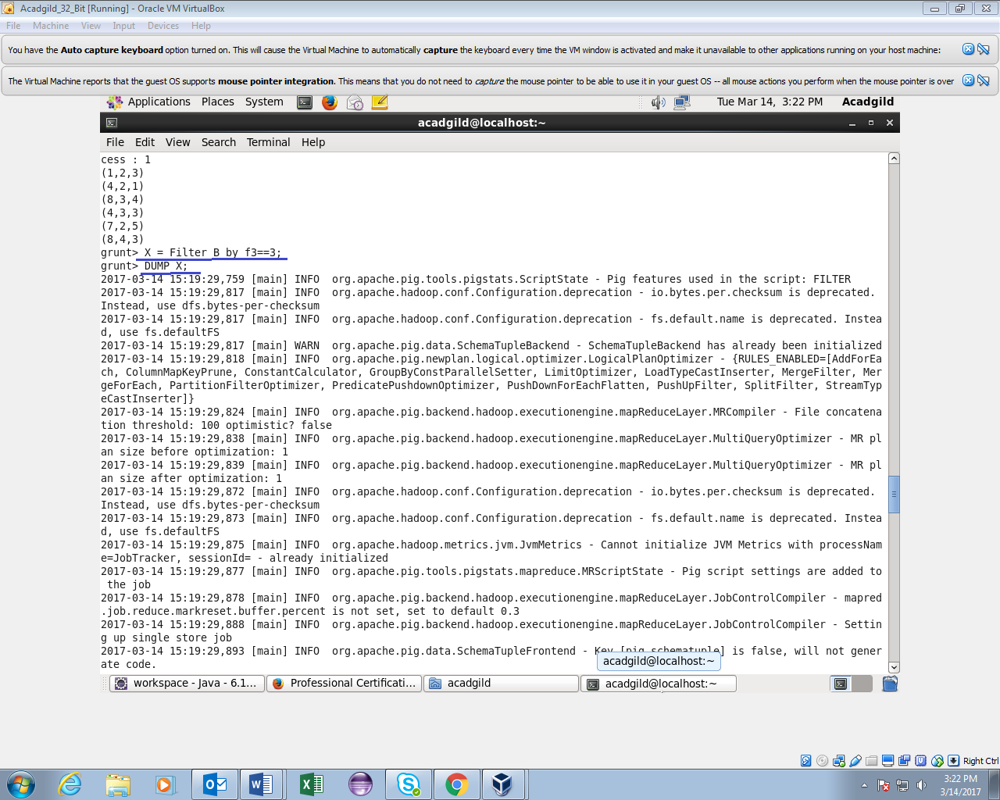 Acadgild_32_Bit [Running] - Oracle VM VirtualBox
File Machine View Input Devices Help
You have the Auto capture keyboard option turned on. This will cause the Virtual Machine to automatically capture the keyboard every time the VM window is activated and make it unavailable to other applications running on your host machine:
The Virtual Machine reports that the guest OS supports mouse pointer integration. This means that you do not need to capture the mouse pointer to be able to use it in your guest OS -- all mouse actions you perform when the mouse pointer is over
Applications Places System Tue Mar 14, 3:22 PM Acadgild
acadgild@localhost:~
File Edit View Search Terminal Help
cess : 1
(1,2,3)
(4,2,1)
(8,3,4)
(4,3,3)
(7,2,5)
(8,4,3)
grunt> X = Filter B by f3==3;
grunt> DUMP X;
2017-03-14 15:19:29,759 [main] INFO  org.apache.pig.tools.pigstats.ScriptState - Pig features used in the script: FILTER
2017-03-14 15:19:29,817 [main] INFO  org.apache.hadoop.conf.Configuration.deprecation - io.bytes.per.checksum is deprecated.
Instead, use dfs.bytes-per-checksum
2017-03-14 15:19:29,817 [main] INFO  org.apache.hadoop.conf.Configuration.deprecation - fs.default.name is deprecated. Instea
d, use fs.defaultFS
2017-03-14 15:19:29,817 [main] WARN  org.apache.pig.data.SchemaTupleBackend - SchemaTupleBackend has already been initialized
2017-03-14 15:19:29,818 [main] INFO  org.apache.pig.newplan.logical.optimizer.LogicalPlanOptimizer - {RULES_ENABLED=[AddForEa
ch, ColumnMapKeyPrune, ConstantCalculator, GroupByConstParallelSetter, LimitOptimizer, LoadTypeCastInserter, MergeFilter, Mer
geForEach, PartitionFilterOptimizer, PredicatePushdownOptimizer, PushDownForEachFlatten, PushUpFilter, SplitFilter, StreamTyp
eCastInserter]}
2017-03-14 15:19:29,824 [main] INFO  org.apache.pig.backend.hadoop.executionengine.mapReduceLayer.MRCompiler - File concatena
tion threshold: 100 optimistic? false
2017-03-14 15:19:29,838 [main] INFO  org.apache.pig.backend.hadoop.executionengine.mapReduceLayer.MultiQueryOptimizer - MR pl
an size before optimization: 1
2017-03-14 15:19:29,839 [main] INFO  org.apache.pig.backend.hadoop.executionengine.mapReduceLayer.MultiQueryOptimizer - MR pl
an size after optimization: 1
2017-03-14 15:19:29,872 [main] INFO  org.apache.hadoop.conf.Configuration.deprecation - io.bytes.per.checksum is deprecated.
Instead, use dfs.bytes-per-checksum
2017-03-14 15:19:29,873 [main] INFO  org.apache.hadoop.conf.Configuration.deprecation - fs.default.name is deprecated. Instea
d, use fs.defaultFS
2017-03-14 15:19:29,875 [main] INFO  org.apache.hadoop.metrics.jvm.JvmMetrics - Cannot initialize JVM Metrics with processNam
e=JobTracker, sessionId= - already initialized
2017-03-14 15:19:29,877 [main] INFO  org.apache.pig.tools.pigstats.mapreduce.MRScriptState - Pig script settings are added to
 the job
2017-03-14 15:19:29,878 [main] INFO  org.apache.pig.backend.hadoop.executionengine.mapReduceLayer.JobControlCompiler - mapred
.job.reduce.markreset.buffer.percent is not set, set to default 0.3
2017-03-14 15:19:29,888 [main] INFO  org.apache.pig.backend.hadoop.executionengine.mapReduceLayer.JobControlCompiler - Settin
g up single store job
2017-03-14 15:19:29,893 [main] INFO  org.apache.pig.data.SchemaTupleFrontend - Key [pig.schematuple] is false, will not gener
ate code.
acadgild@localhost:~
workspace - Java - 6.1... Professional Certificati... acadgild acadgild@localhost:~
Right Ctrl
3:22 PM
3/14/2017